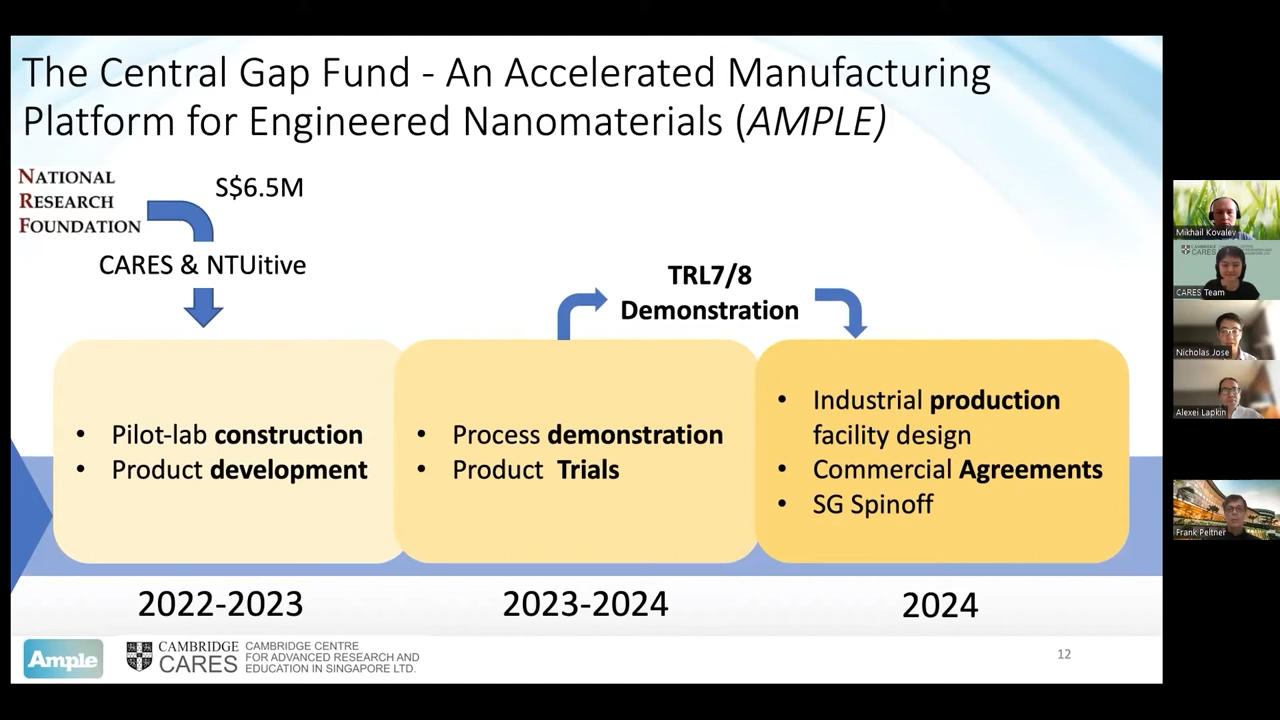 The Central Gap Fund - An Accelerated Manufacturing
Platform for Engineered Nanomaterials (AMPLE)
NATIONAL
RESEARCH
FOUNDATION
S$6.5M
CARES & NTUitive
TRL7/8
Demonstration
• Pilot-lab construction
• Product development
• Process demonstration
• Product Trials
• Industrial production
facility design
• Commercial Agreements
• SG Spinoff
2022-2023
2023-2024
2024
Ample
CAMBRIDGE
CARES
CAMBRIDGE CENTRE
FOR ADVANCED RESEARCH AND
EDUCATION IN SINGAPORE LTD.
12
Mikhail Kovalev
CAMBRIDGE
CARES
CARES Team
Nicholas Jose
Alexei Lapkin
Frank Peltner